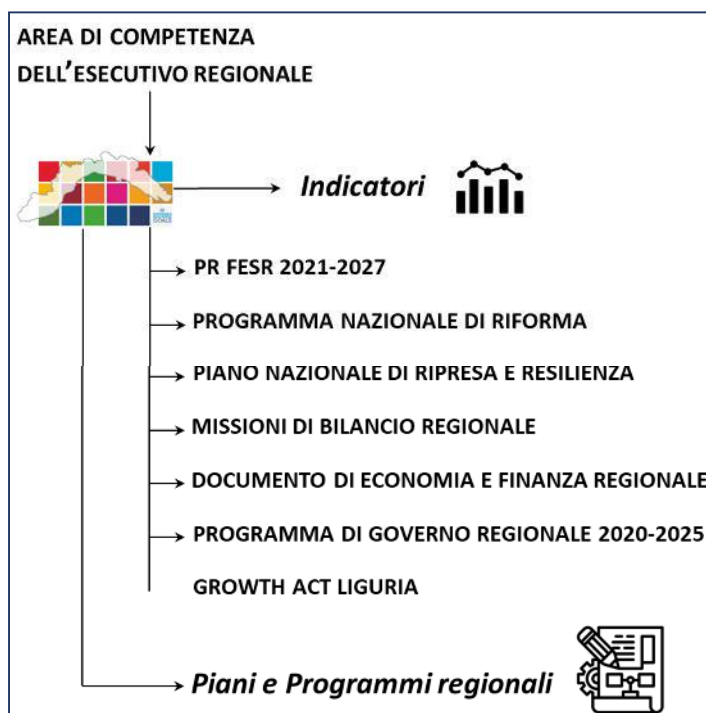 AREA DI COMPETENZA
DELL'ESECUTIVO REGIONALE
Indicatori
PR FESR 2021-2027
PROGRAMMA NAZIONALE DI RIFORMA
PIANO NAZIONALE DI RIPRESA E RESILIENZA
MISSIONI DI BILANCIO REGIONALE
DOCUMENTO DI ECONOMIA E FINANZA REGIONALE
PROGRAMMA DI GOVERNO REGIONALE 2020-2025
GROWTH ACT LIGURIA
Piani e Programmi regionali